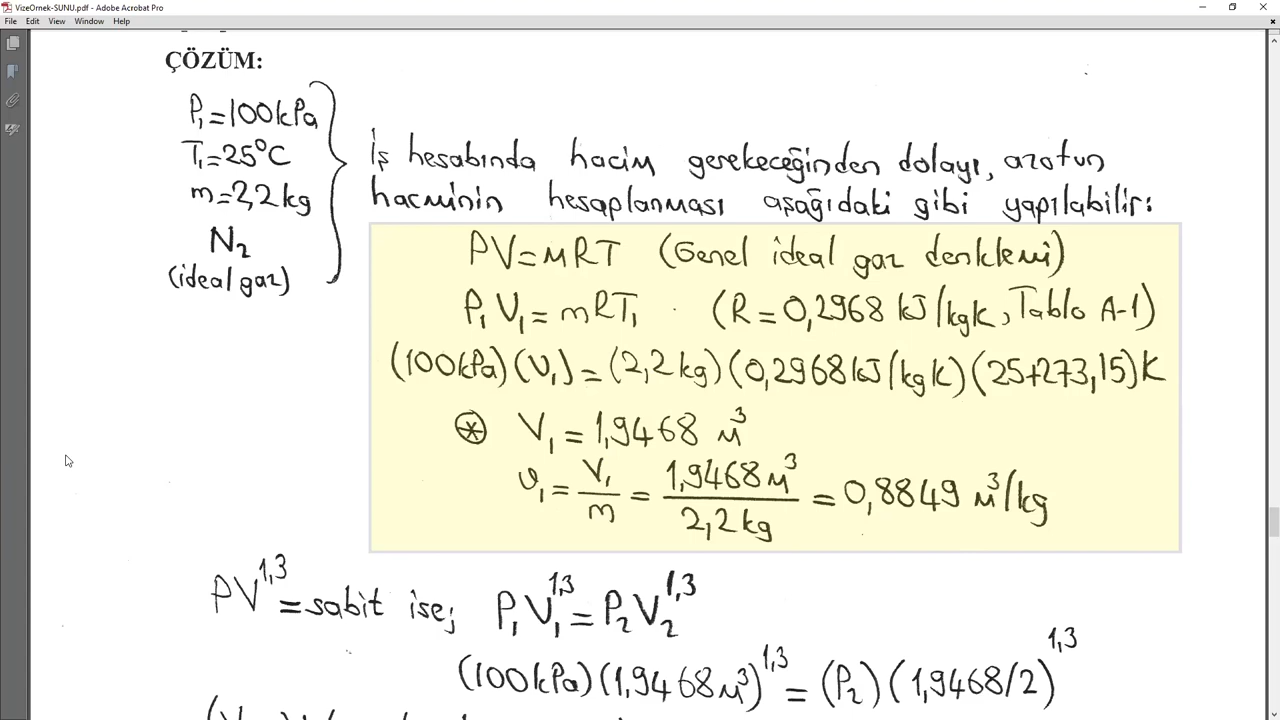 VizeOrnek-SUNU.pdf - Adobe Acrobat Pro
File Edit View Window Help
ÇÖZÜM:
P₁=100kPa
T₁=25°C
m=2,2kg
N₂
(ideal gaz)
İş hesabında hacim gerekeceğinden dolayı, azotun
hacminin hesaplanması aşağıdaki gibi yapılabilir:
PV=mRT (Genel ideal gaz denklemi)
P₁V₁=mRT₁ (R=0,2968 kJ/kgK, Tablo A-1)
(100kPa)(V₁)=(2,2kg)(0,2968kJ/kgK)(25+273,15)K
⊛ V₁=1,9468 m³
v₁=V₁/m=1,9468m³/2,2kg=0,8849 m³/kg
PV^1,3=sabit ise; P₁V₁^1,3=P₂V₂^1,3
(100kPa)(1,9468m³)^1,3=(P₂)(1,9468/2)^1,3